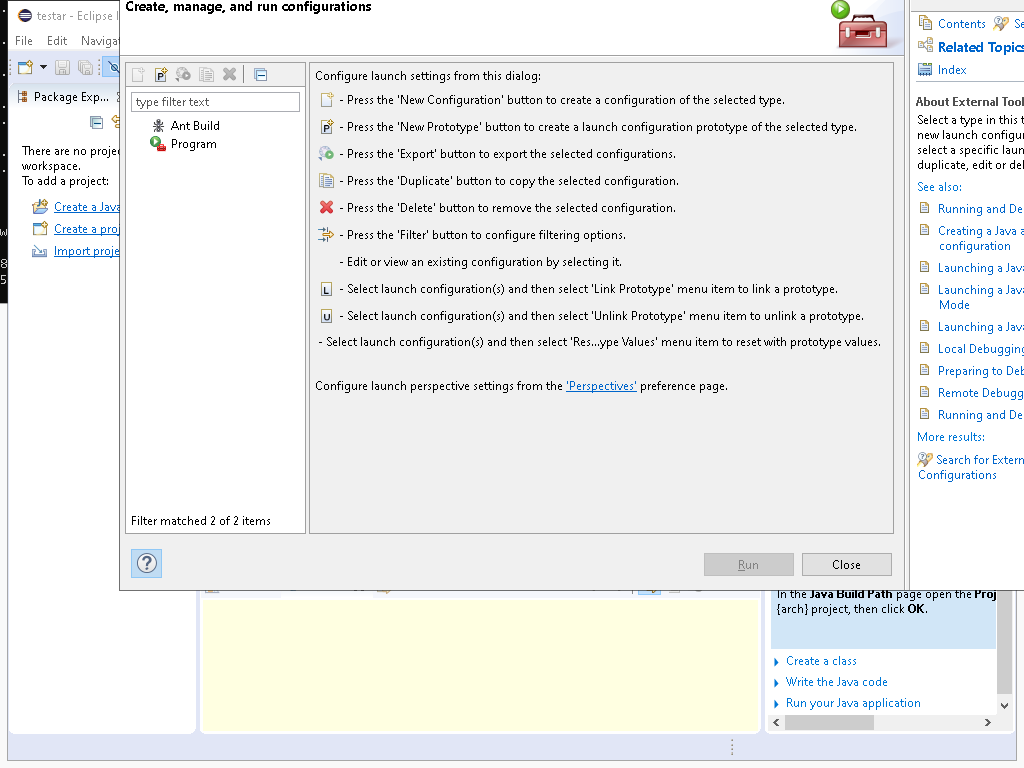 testar - Eclipse I
File Edit Navigat
Package Exp...
There are no proje
workspace.
To add a project:
Create a Java
Create a proj
Import proje
Create, manage, and run configurations
type filter text
Ant Build
Program
Filter matched 2 of 2 items
Configure launch settings from this dialog:
- Press the 'New Configuration' button to create a configuration of the selected type.
- Press the 'New Prototype' button to create a launch configuration prototype of the selected type.
- Press the 'Export' button to export the selected configurations.
- Press the 'Duplicate' button to copy the selected configuration.
- Press the 'Delete' button to remove the selected configuration.
- Press the 'Filter' button to configure filtering options.
- Edit or view an existing configuration by selecting it.
L - Select launch configuration(s) and then select 'Link Prototype' menu item to link a prototype.
U - Select launch configuration(s) and then select 'Unlink Prototype' menu item to unlink a prototype.
- Select launch configuration(s) and then select 'Res...ype Values' menu item to reset with prototype values.
Configure launch perspective settings from the 'Perspectives' preference page.
?
Run
Close
Contents Se
Related Topics
Index
About External Tool
Select a type in this t
new launch configur
select a specific laun
duplicate, edit or del
See also:
Running and De
Creating a Java a
configuration
Launching a Java
Launching a Java
Mode
Launching a Java
Local Debugging
Preparing to Deb
Remote Debugg
Running and De
More results:
Search for Extern
Configurations
In the Java Build Path page open the Proj
{arch} project, then click OK.
Create a class
Write the Java code
Run your Java application